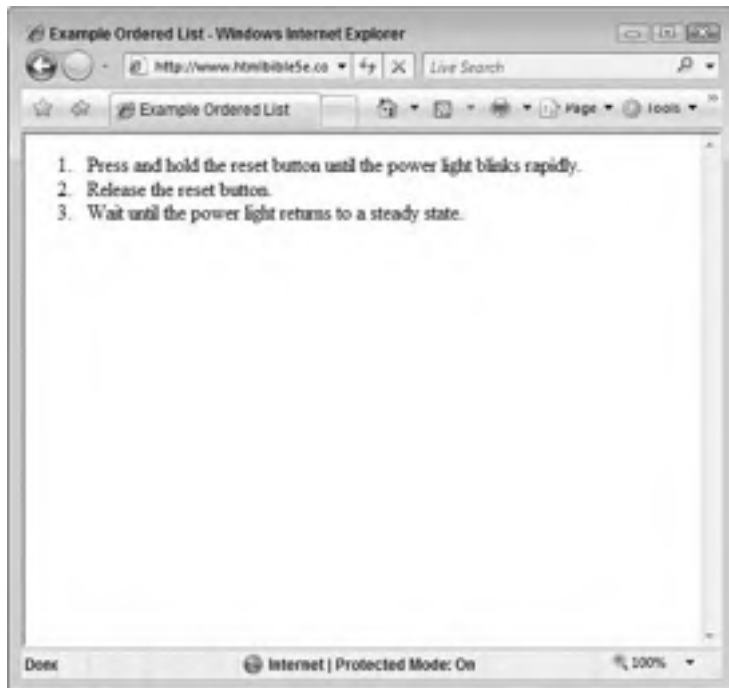 Example Ordered List - Windows Internet Explorer
http://www.htmlbible5e.co Live Search
Example Ordered List Page Tools
1. Press and hold the reset button until the power light blinks rapidly.
2. Release the reset button.
3. Wait until the power light returns to a steady state.
Done Internet | Protected Mode: On 100%